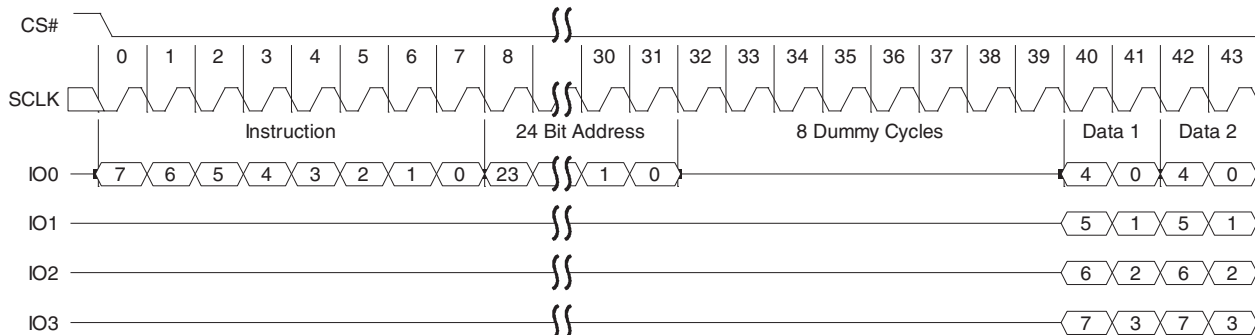 CS#
0 1 2 3 4 5 6 7 8 30 31 32 33 34 35 36 37 38 39 40 41 42 43
SCLK
Instruction 24 Bit Address 8 Dummy Cycles Data 1 Data 2
IO0 7 6 5 4 3 2 1 0 23 1 0 4 0 4 0
IO1 5 1 5 1
IO2 6 2 6 2
IO3 7 3 7 3